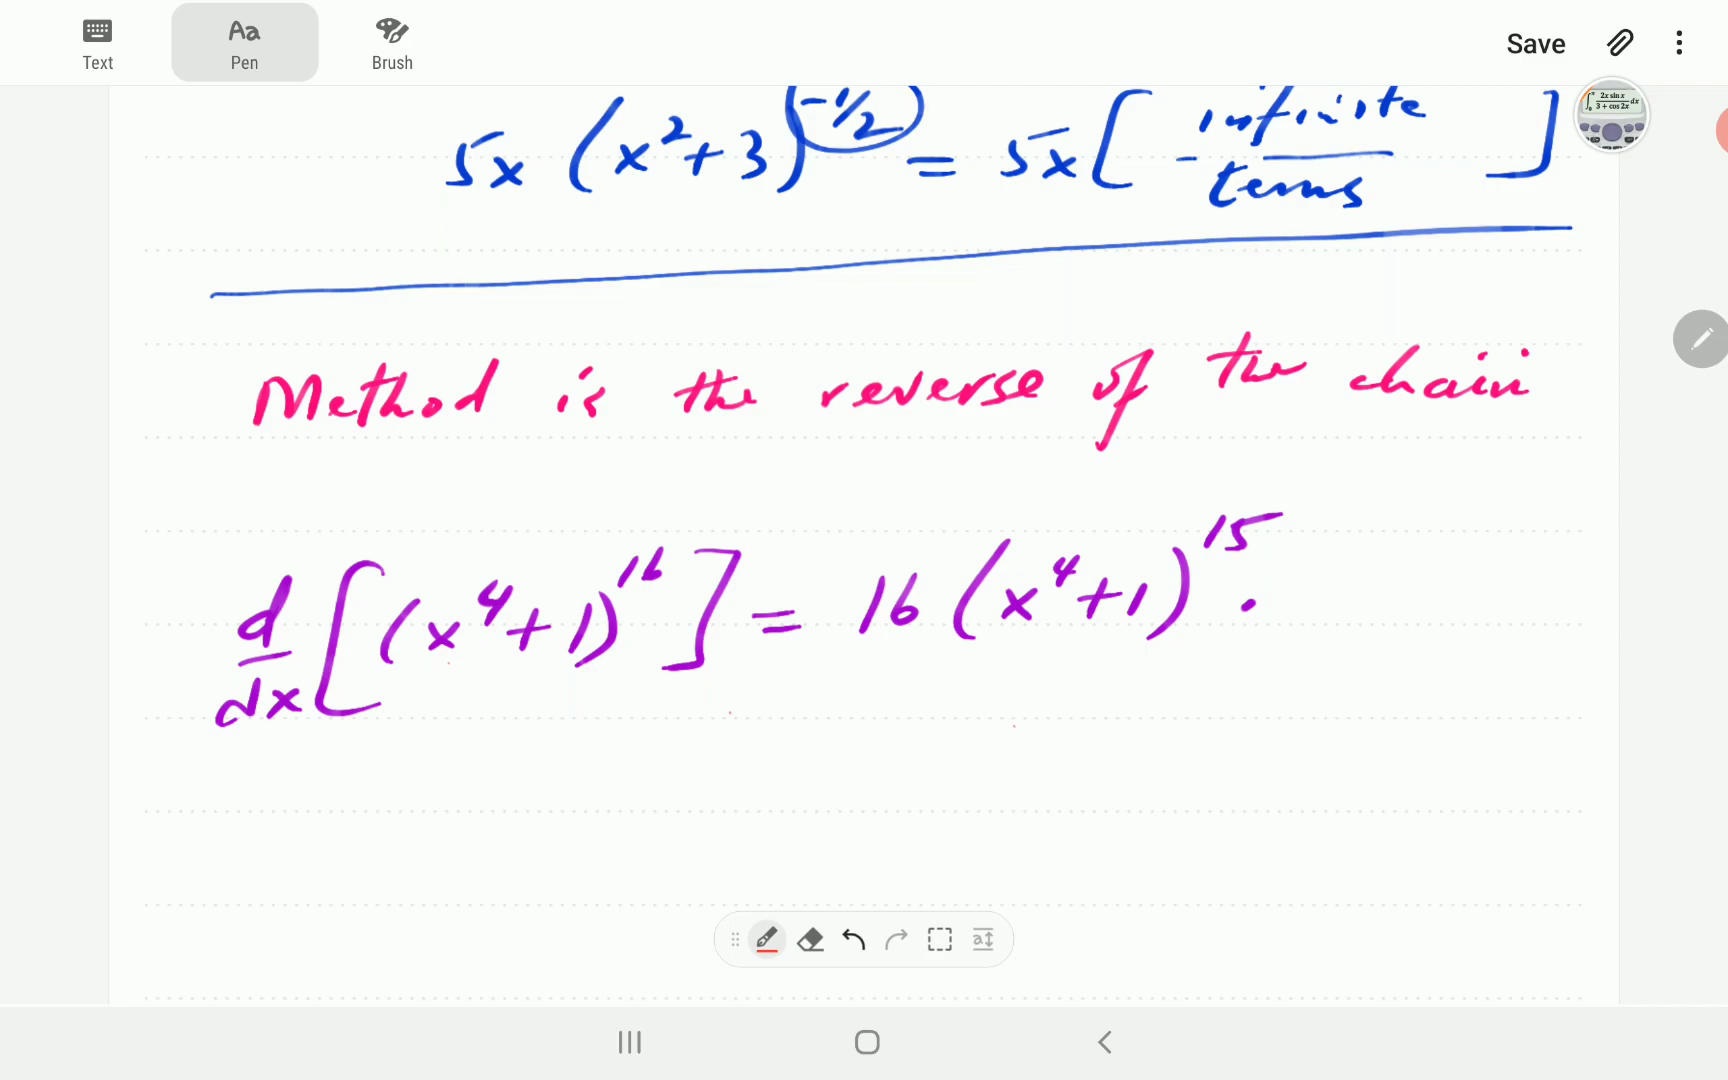 Text Aa Pen Brush Save
5x (x²+3)^(-1/2) = 5x [ infinite terms ]
Method is the reverse of the chain
d/dx [(x⁴+1)^16] = 16 (x⁴+1)^15 .